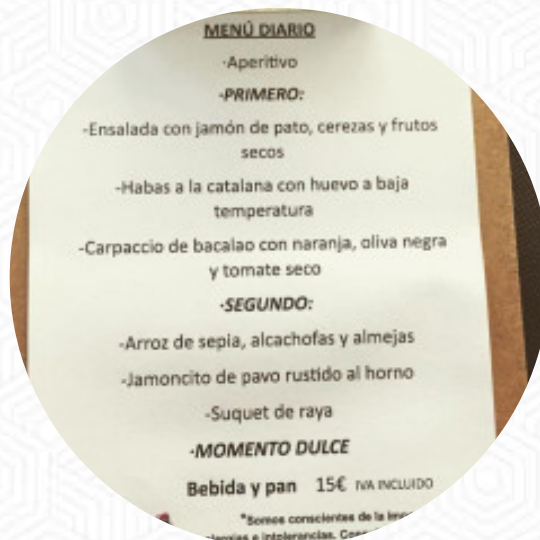 MENÚ DIARIO
·Aperitivo
·PRIMERO:
-Ensalada con jamón de pato, cerezas y frutos
secos
-Habas a la catalana con huevo a baja
temperatura
-Carpaccio de bacalao con naranja, oliva negra
y tomate seco
·SEGUNDO:
-Arroz de sepia, alcachofas y almejas
-Jamoncito de pavo rustido al horno
-Suquet de raya
·MOMENTO DULCE
Bebida y pan 15€ IVA INCLUIDO
*Somos conscientes de la
e intolerancias.